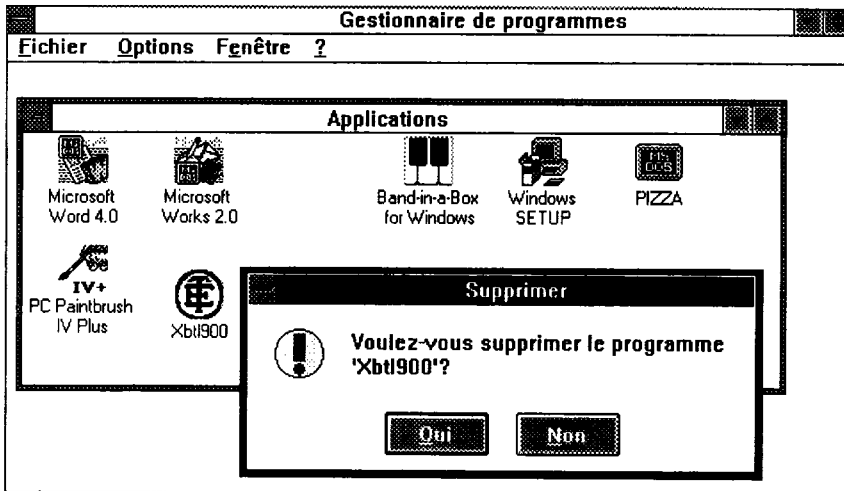 Gestionnaire de programmes
Fichier Options Fenêtre ?
Applications
Microsoft
Word 4.0
Microsoft
Works 2.0
Band-in-a-Box
for Windows
Windows
SETUP
MS
DOS
PIZZA
IV+
PC Paintbrush
IV Plus
Xbtl900
Supprimer
Voulez-vous supprimer le programme
'Xbtl900'?
Oui Non